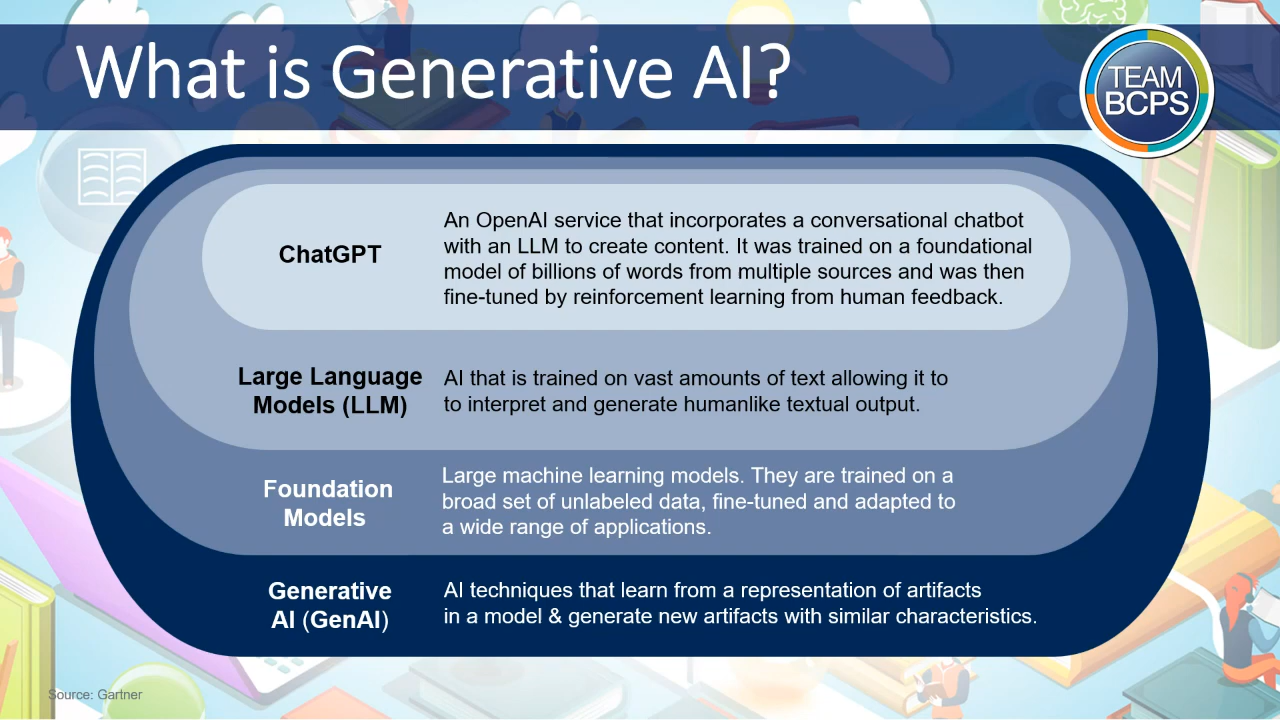 What is Generative AI?
TEAM
BCPS
ChatGPT
An OpenAI service that incorporates a conversational chatbot
with an LLM to create content. It was trained on a foundational
model of billions of words from multiple sources and was then
fine-tuned by reinforcement learning from human feedback.
Large Language
Models (LLM)
AI that is trained on vast amounts of text allowing it to
to interpret and generate humanlike textual output.
Foundation
Models
Large machine learning models. They are trained on a
broad set of unlabeled data, fine-tuned and adapted to
a wide range of applications.
Generative
AI (GenAI)
AI techniques that learn from a representation of artifacts
in a model & generate new artifacts with similar characteristics.
Source: Gartner